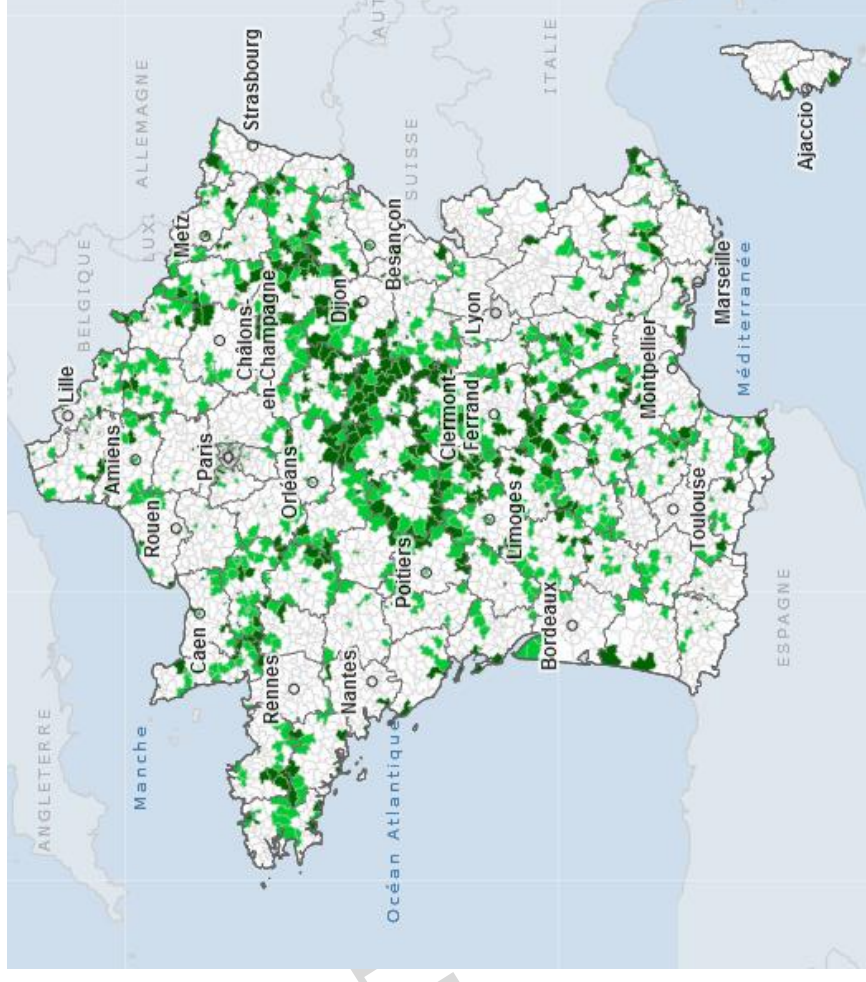 ANGLETERRE
Manche
Océan Atlantique
BELGIQUE
LUX.
ALLEMAGNE
AUT
SUISSE
ITALIE
ESPAGNE
Méditerranée
Lille
Amiens
Rouen
Caen
Paris
Metz
Strasbourg
Châlons-
en-Champagne
Rennes
Orléans
Nantes
Dijon
Besançon
Poitiers
Limoges
Clermont-
Ferrand
Lyon
Bordeaux
Toulouse
Montpellier
Marseille
Ajaccio